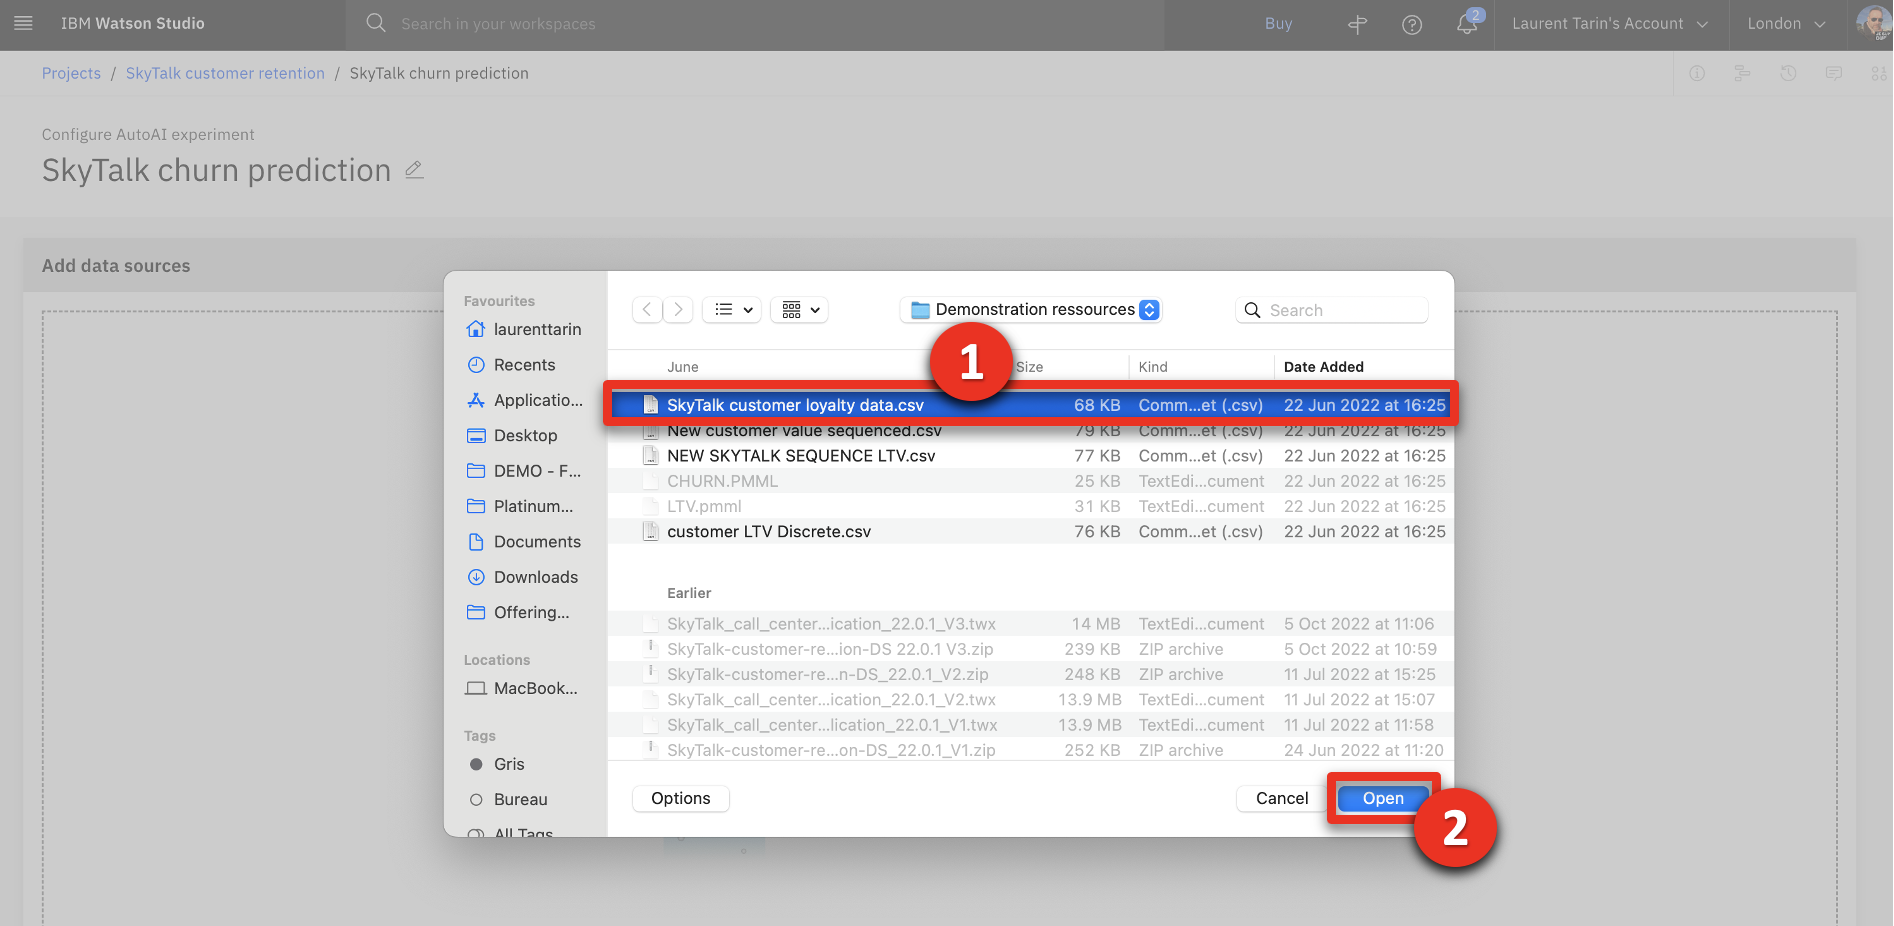 IBM Watson Studio
Search in your workspaces
Buy
2
Laurent Tarin's Account
London
Projects / SkyTalk customer retention / SkyTalk churn prediction
Configure AutoAI experiment
SkyTalk churn prediction
Add data sources
Favourites
laurenttarin
Recents
Applicatio...
Desktop
DEMO - F...
Platinum...
Documents
Downloads
Offering...
Locations
MacBook...
Tags
Gris
Bureau
All Tags
Demonstration ressources
Search
1
June Size Kind Date Added
SkyTalk customer loyalty data.csv 68 KB Comm...et (.csv) 22 Jun 2022 at 16:25
New customer value sequenced.csv 79 KB Comm...et (.csv) 22 Jun 2022 at 16:25
NEW SKYTALK SEQUENCE LTV.csv 77 KB Comm...et (.csv) 22 Jun 2022 at 16:25
CHURN.PMML 25 KB TextEdi...cument 22 Jun 2022 at 16:25
LTV.pmml 31 KB TextEdi...cument 22 Jun 2022 at 16:25
customer LTV Discrete.csv 76 KB Comm...et (.csv) 22 Jun 2022 at 16:25
Earlier
SkyTalk_call_center...ication_22.0.1_V3.twx 14 MB TextEdi...cument 5 Oct 2022 at 11:06
SkyTalk-customer-re...ion-DS 22.0.1 V3.zip 239 KB ZIP archive 5 Oct 2022 at 10:59
SkyTalk-customer-re...n-DS_22.0.1_V2.zip 248 KB ZIP archive 11 Jul 2022 at 15:25
SkyTalk_call_center...ication_22.0.1_V2.twx 13.9 MB TextEdi...cument 11 Jul 2022 at 15:07
SkyTalk_call_center...lication_22.0.1_V1.twx 13.9 MB TextEdi...cument 11 Jul 2022 at 11:58
SkyTalk-customer-re...on-DS_22.0.1_V1.zip 252 KB ZIP archive 24 Jun 2022 at 11:20
Options
Cancel
Open
2